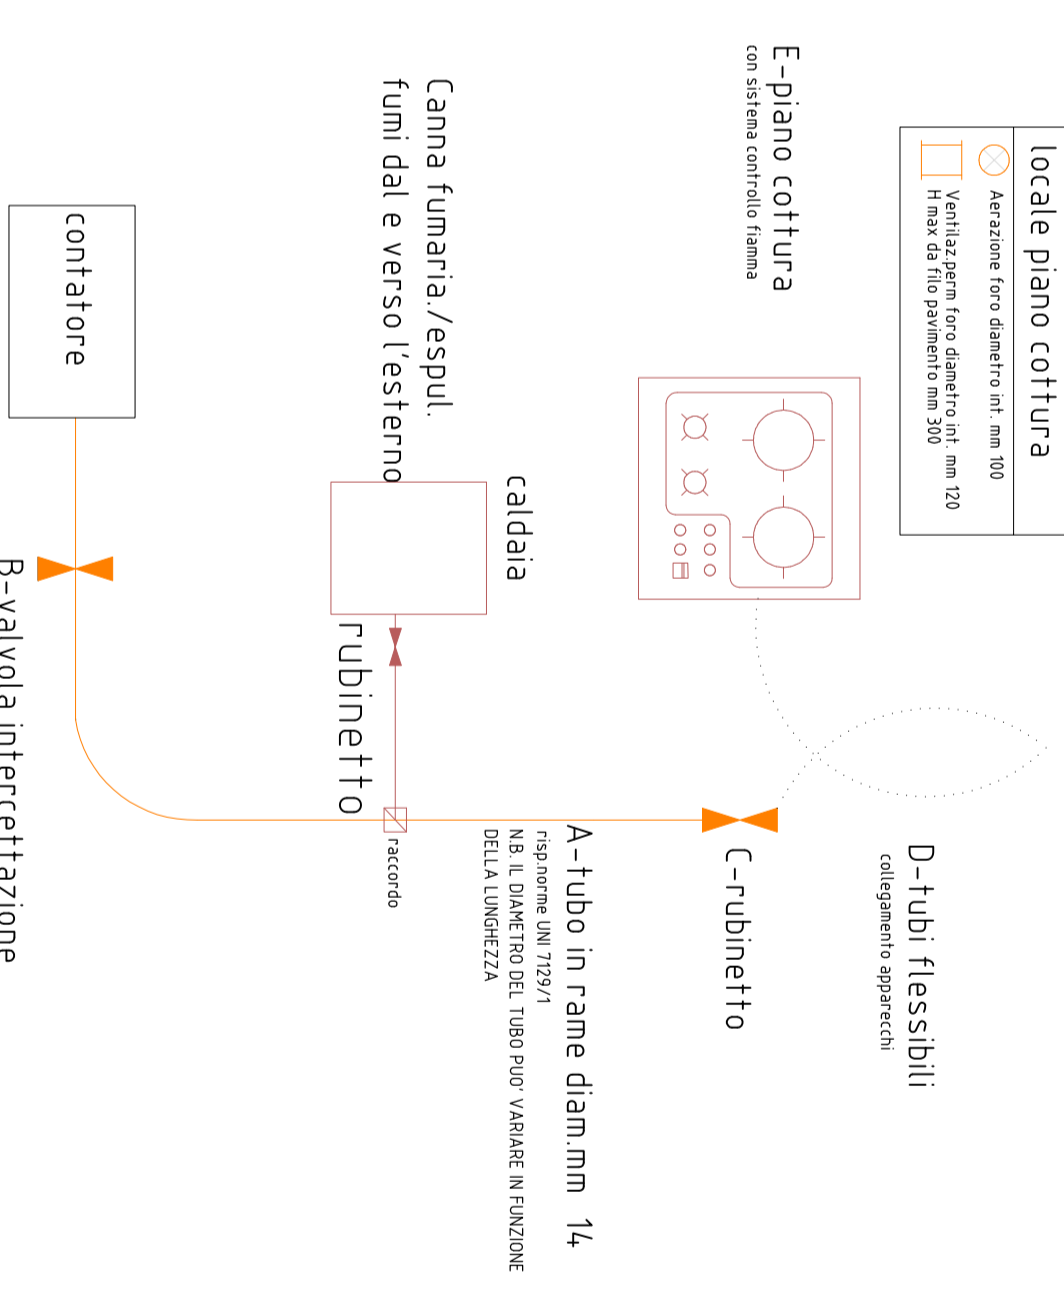 locale piano cottura
Aerazione foro diametro int. mm 100
Ventilaz.perm foro diametro int. mm 120
H max da filo pavimento mm 300
E-piano cottura
con sistema controllo fiamma
D-tubi flessibili
collegamento apparecchi
C-rubinetto
A-tubo in rame diam.mm 14
risp.norme UNI 7129/1
N.B. IL DIAMETRO DEL TUBO PUO' VARIARE IN FUNZIONE
DELLA LUNGHEZZA
caldaia
Canna fumaria./espul.
fumi dal e verso l'esterno
rubinetto
raccordo
contatore
B-valvola intercettazione